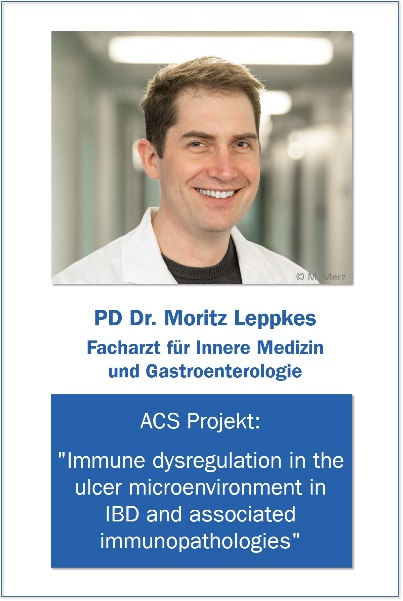 © M. Merz
PD Dr. Moritz Leppkes
Facharzt für Innere Medizin
und Gastroenterologie
ACS Projekt:
"Immune dysregulation in the
ulcer microenvironment in
IBD and associated
immunopathologies"